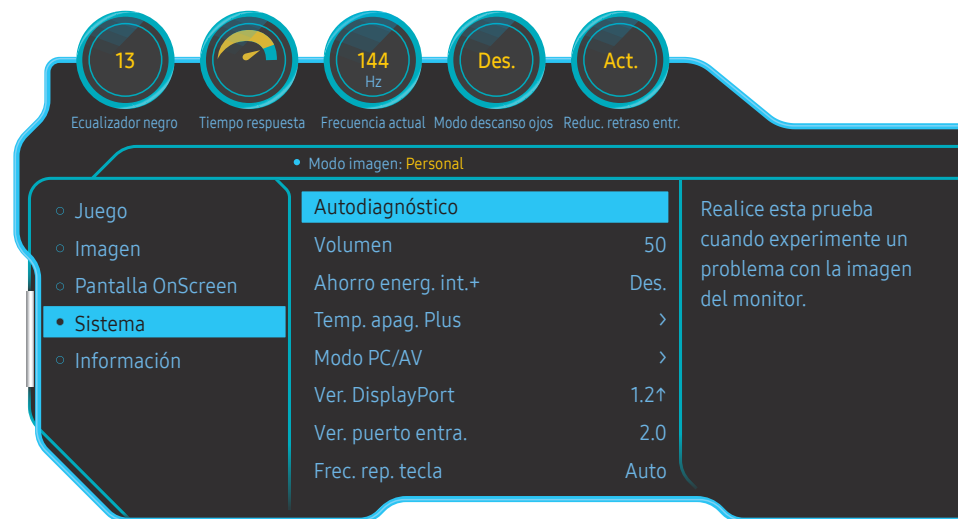 13
144
Hz
Des.
Act.
Ecualizador negro
Tiempo respuesta
Frecuencia actual
Modo descanso ojos
Reduc. retraso entr.
Modo imagen: Personal
Juego
Imagen
Pantalla OnScreen
Sistema
Información
Autodiagnóstico
Volumen 50
Ahorro energ. int.+ Des.
Temp. apag. Plus >
Modo PC/AV >
Ver. DisplayPort 1.2↑
Ver. puerto entra. 2.0
Frec. rep. tecla Auto
Realice esta prueba
cuando experimente un
problema con la imagen
del monitor.